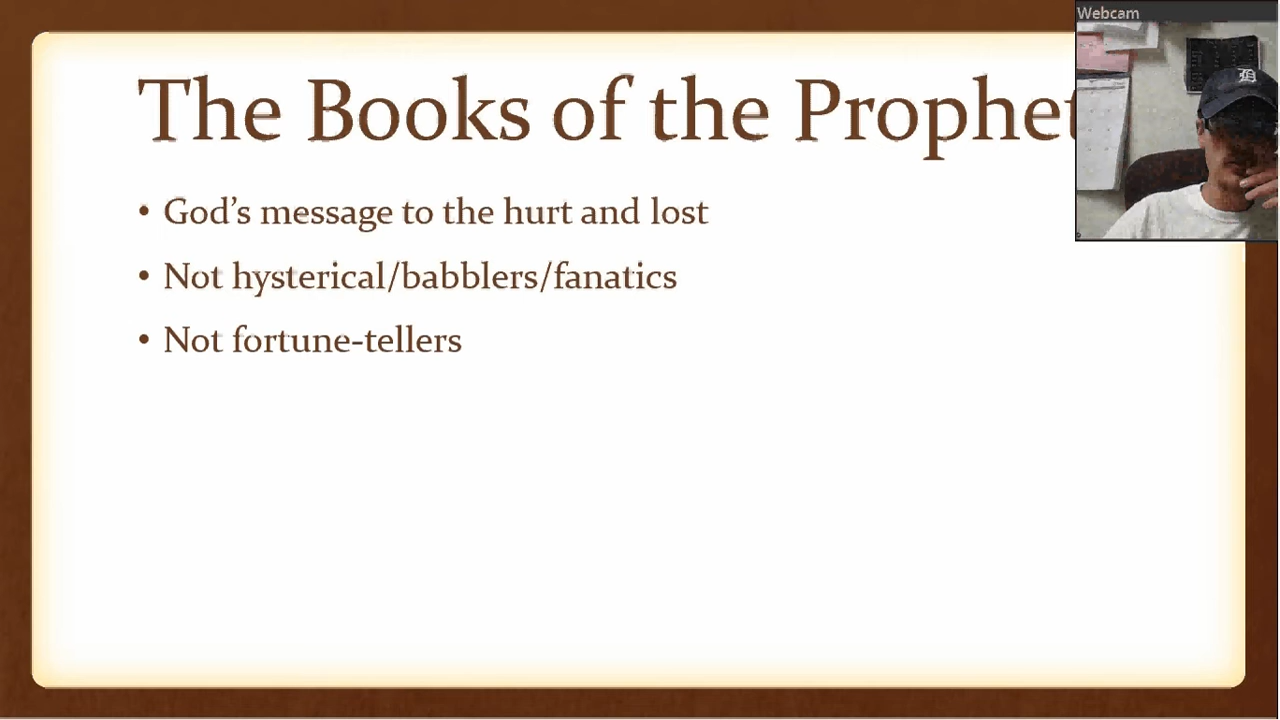 The Books of the Prophet
• God's message to the hurt and lost
• Not hysterical/babblers/fanatics
• Not fortune-tellers
Webcam
D